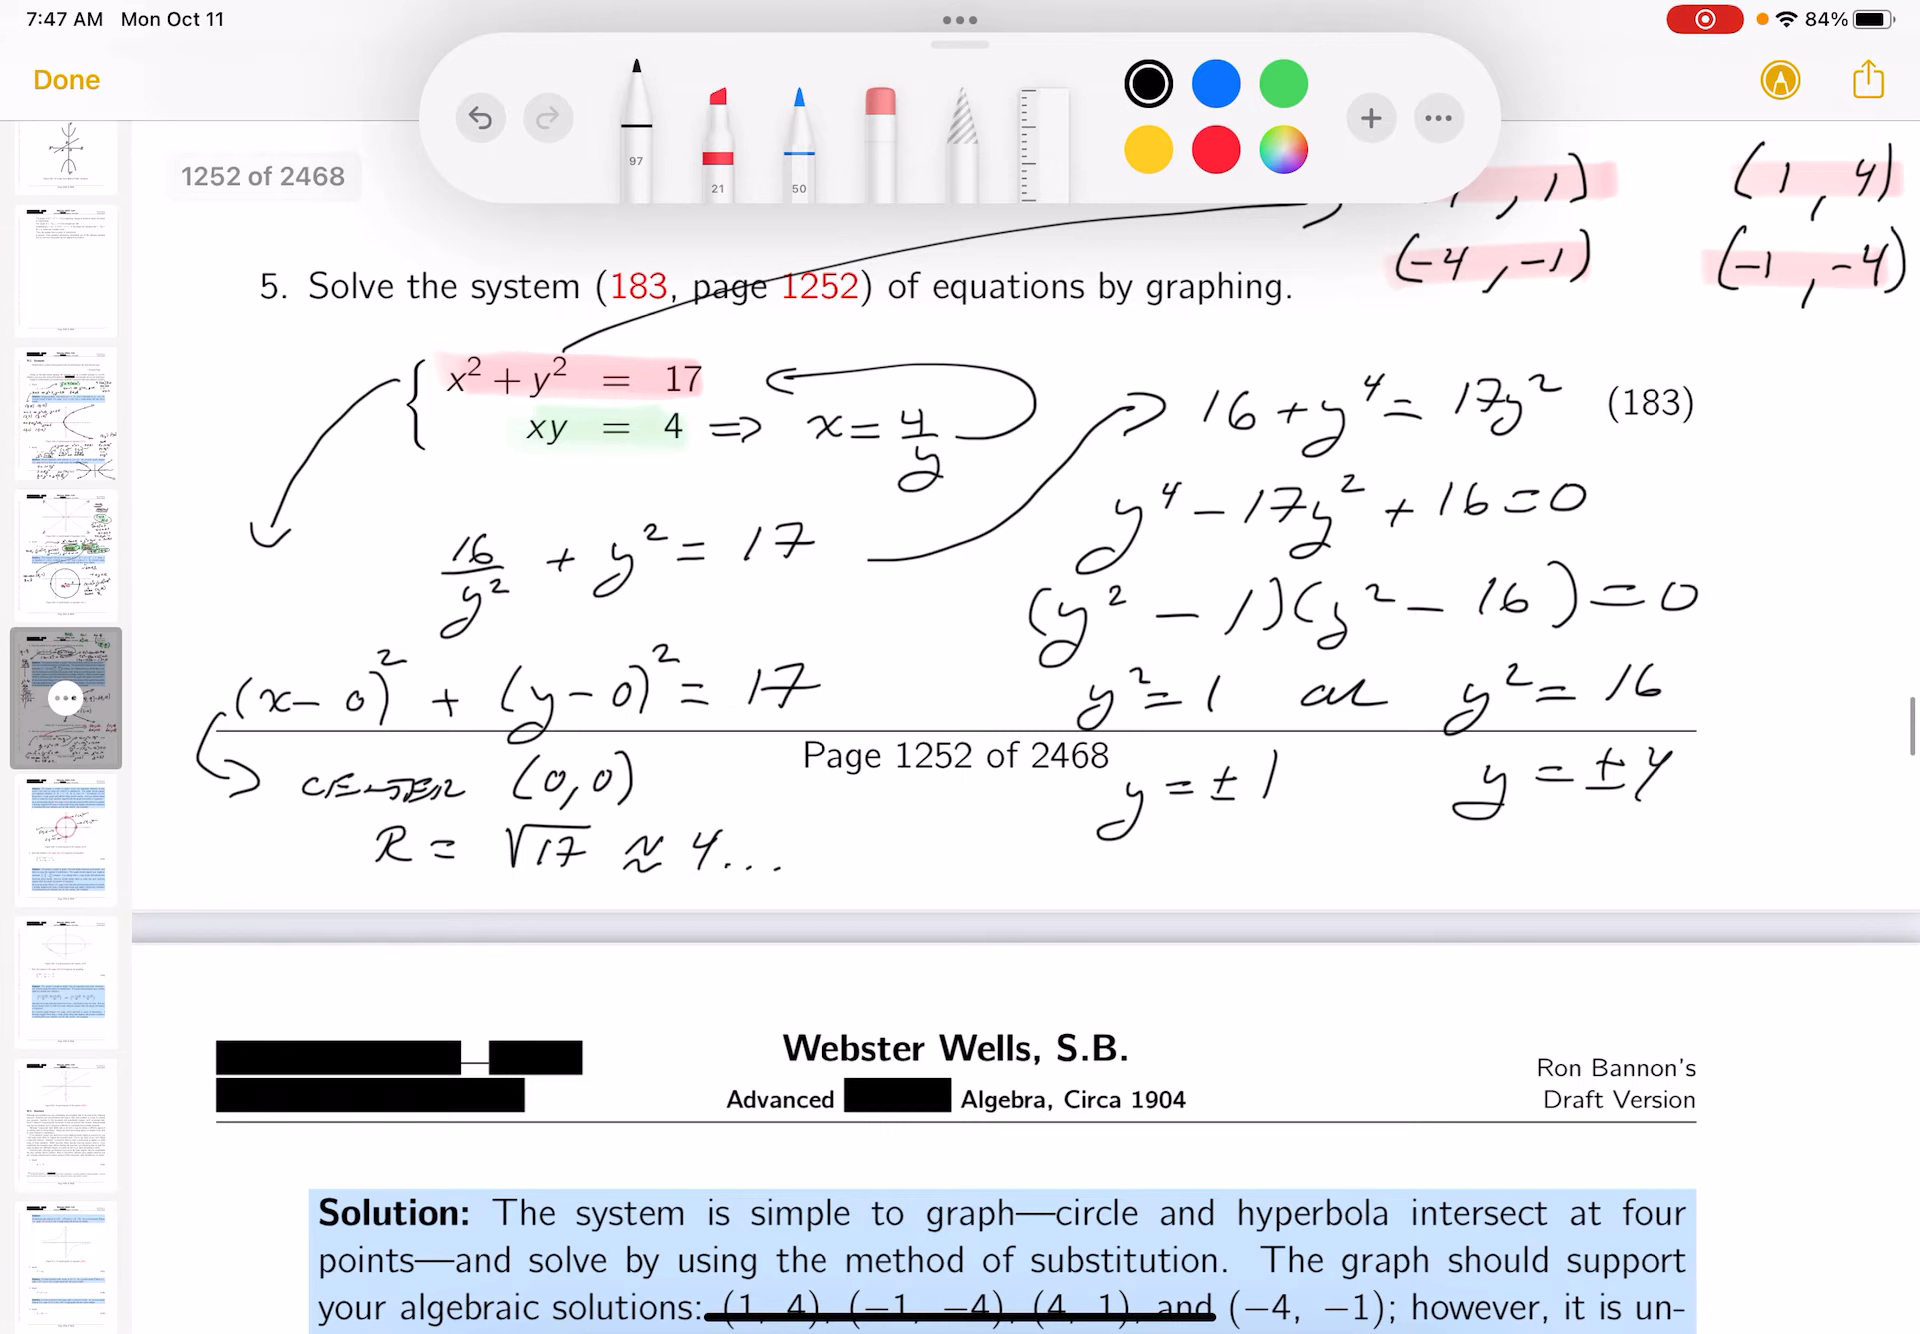 7:47 AM Mon Oct 11
84%
Done
97
21
50
1252 of 2468
, 1)
(1, 4)
(-4, -1)
(-1, -4)
5. Solve the system (183, page 1252) of equations by graphing.
x² + y² = 17
xy = 4 => x = 4/y
16 + y⁴ = 17y² (183)
y⁴ - 17y² + 16 = 0
16/y² + y² = 17
(y² - 1)(y² - 16) = 0
(x - 0)² + (y - 0)² = 17
y² = 1 or y² = 16
Page 1252 of 2468
y = ±1
y = ±4
CENTER (0,0)
R = √17 ≈ 4...
Webster Wells, S.B.
Advanced Algebra, Circa 1904
Ron Bannon's
Draft Version
Solution: The system is simple to graph—circle and hyperbola intersect at four
points—and solve by using the method of substitution. The graph should support
your algebraic solutions: (1, 4), (−1, −4), (4, 1), and (−4, −1); however, it is un-